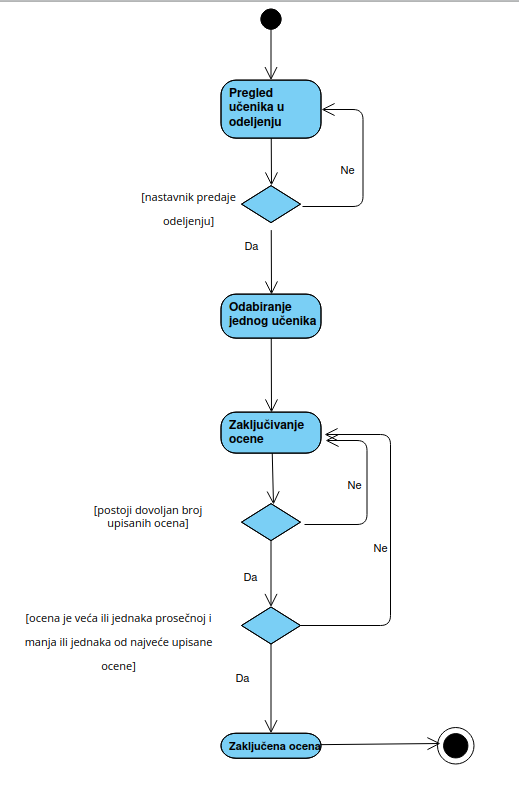 Pregled
učenika u
odeljenju
Ne
[nastavnik predaje
odeljenju]
Da
Odabiranje
jednog učenika
Zaključivanje
ocene
Ne
[postoji dovoljan broj
upisanih ocena]
Ne
Da
[ocena je veća ili jednaka prosečnoj i
manja ili jednaka od najveće upisane
ocene]
Da
Zaključena ocena